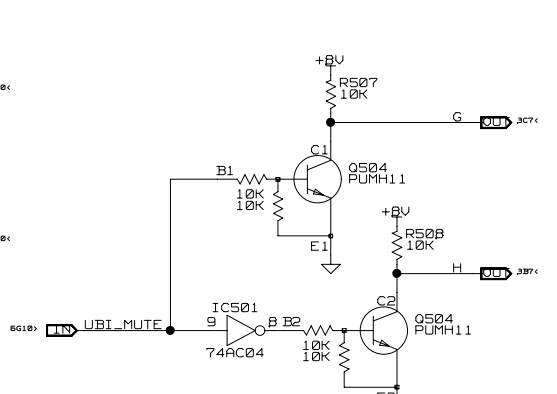 +8V
R507
10K
G
OUT
3C7<
C1
Q504
PUMH11
B1
10K
10K
+8V
R508
10K
E1
H
OUT
3B7<
C2
IC501
Q504
PUMH11
6G10>
IN
UBI_MUTE
9
8
B2
74AC04
10K
10K